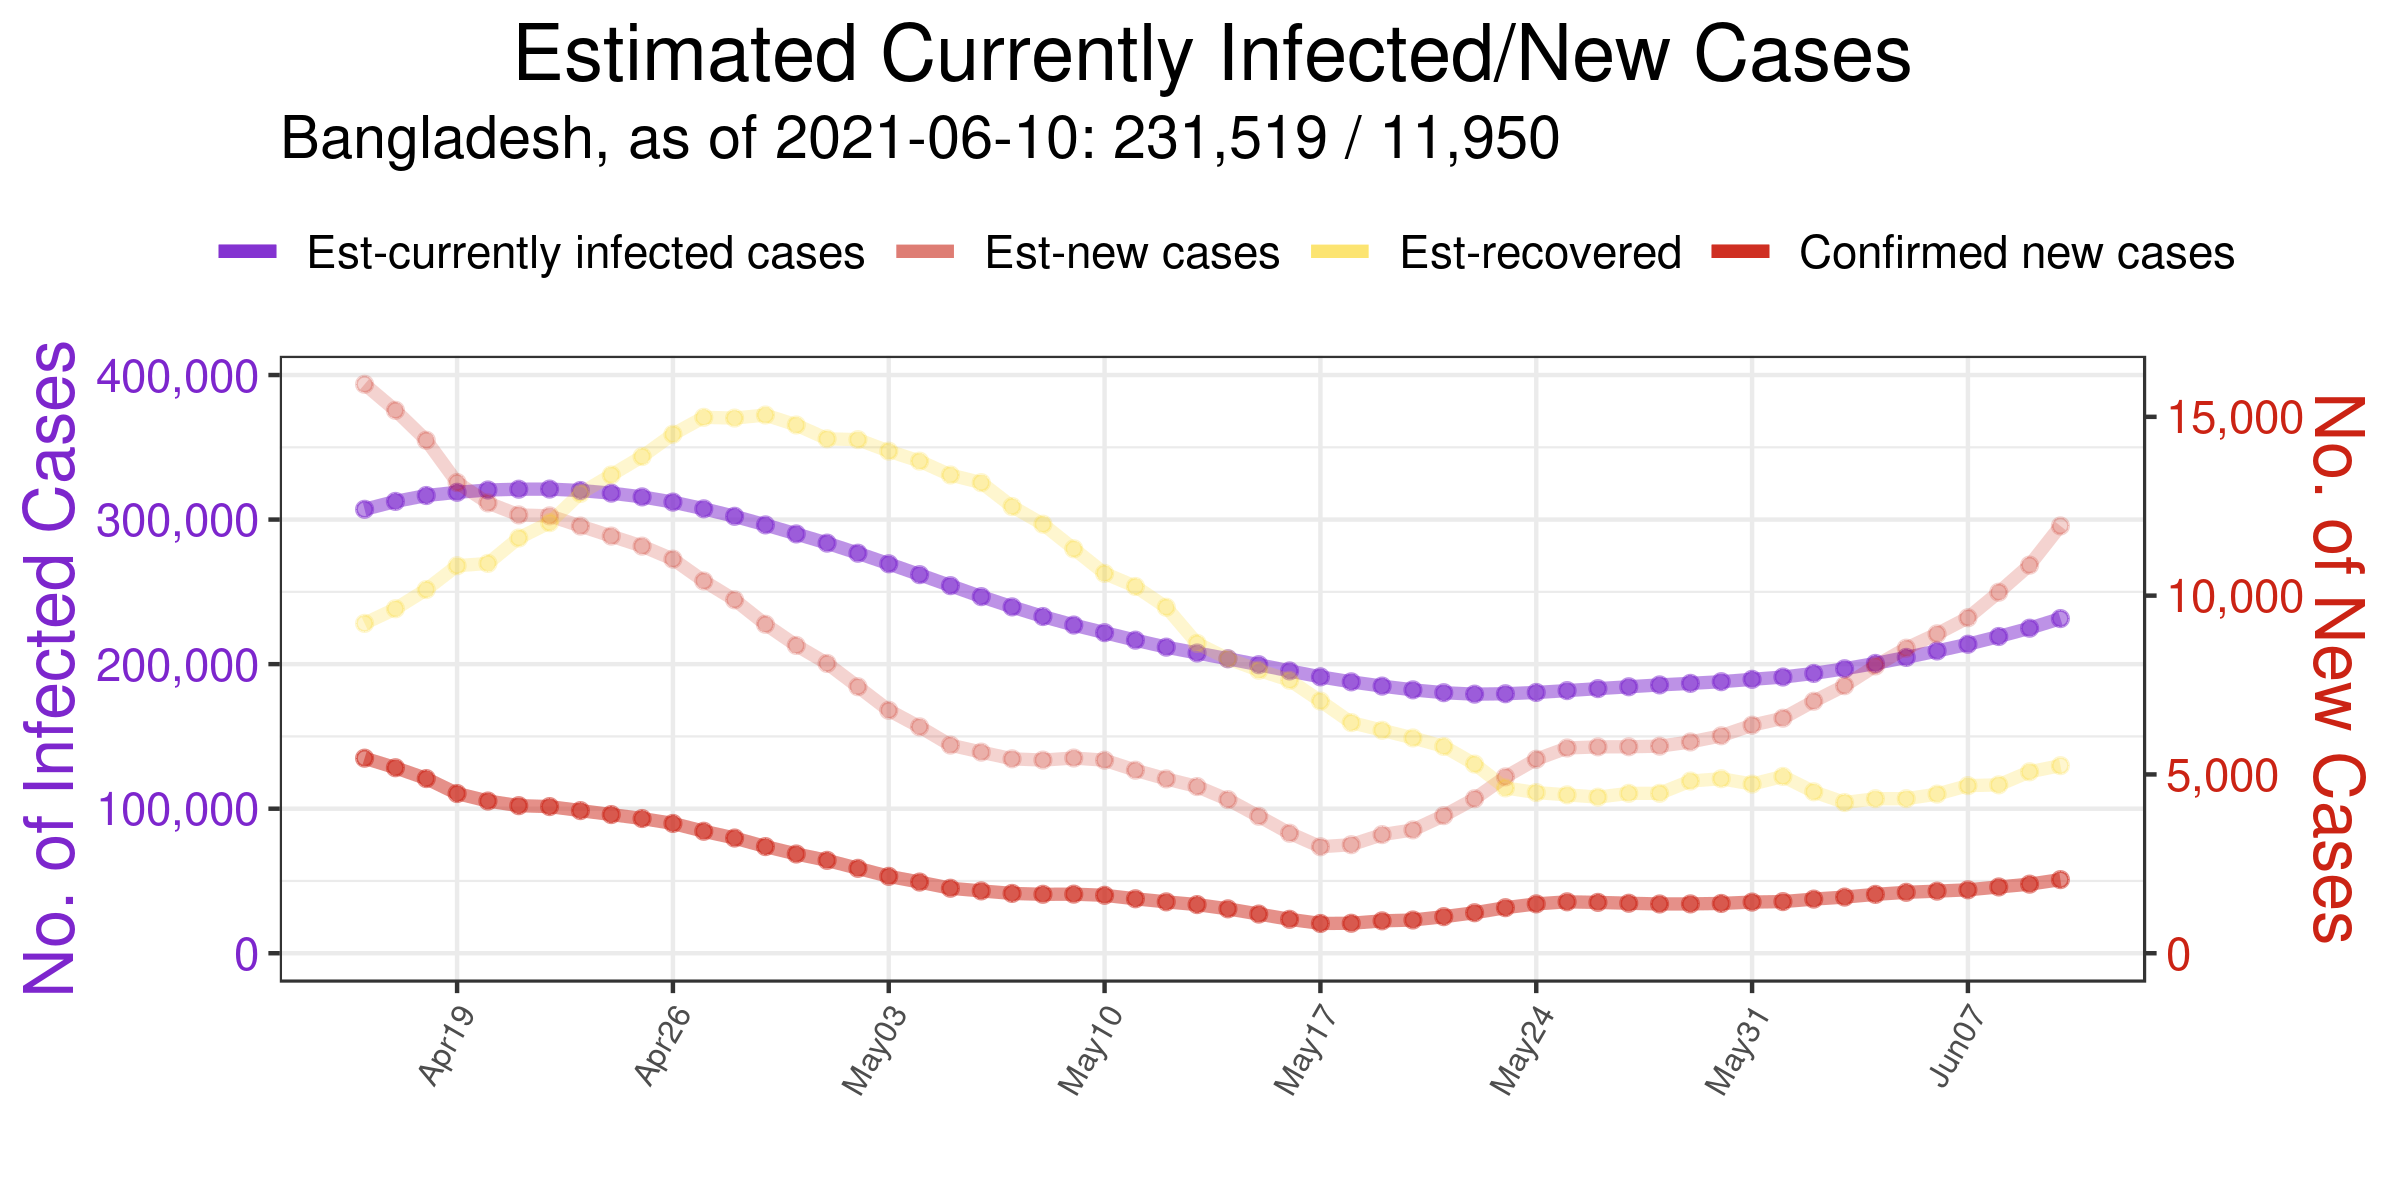 Estimated Currently Infected/New Cases
Bangladesh, as of 2021-06-10: 231,519 / 11,950
Est-currently infected cases Est-new cases Est-recovered Confirmed new cases
No. of Infected Cases
400,000
300,000
200,000
100,000
0
15,000
10,000
5,000
0
No. of New Cases
Apr19 Apr26 May03 May10 May17 May24 May31 Jun07